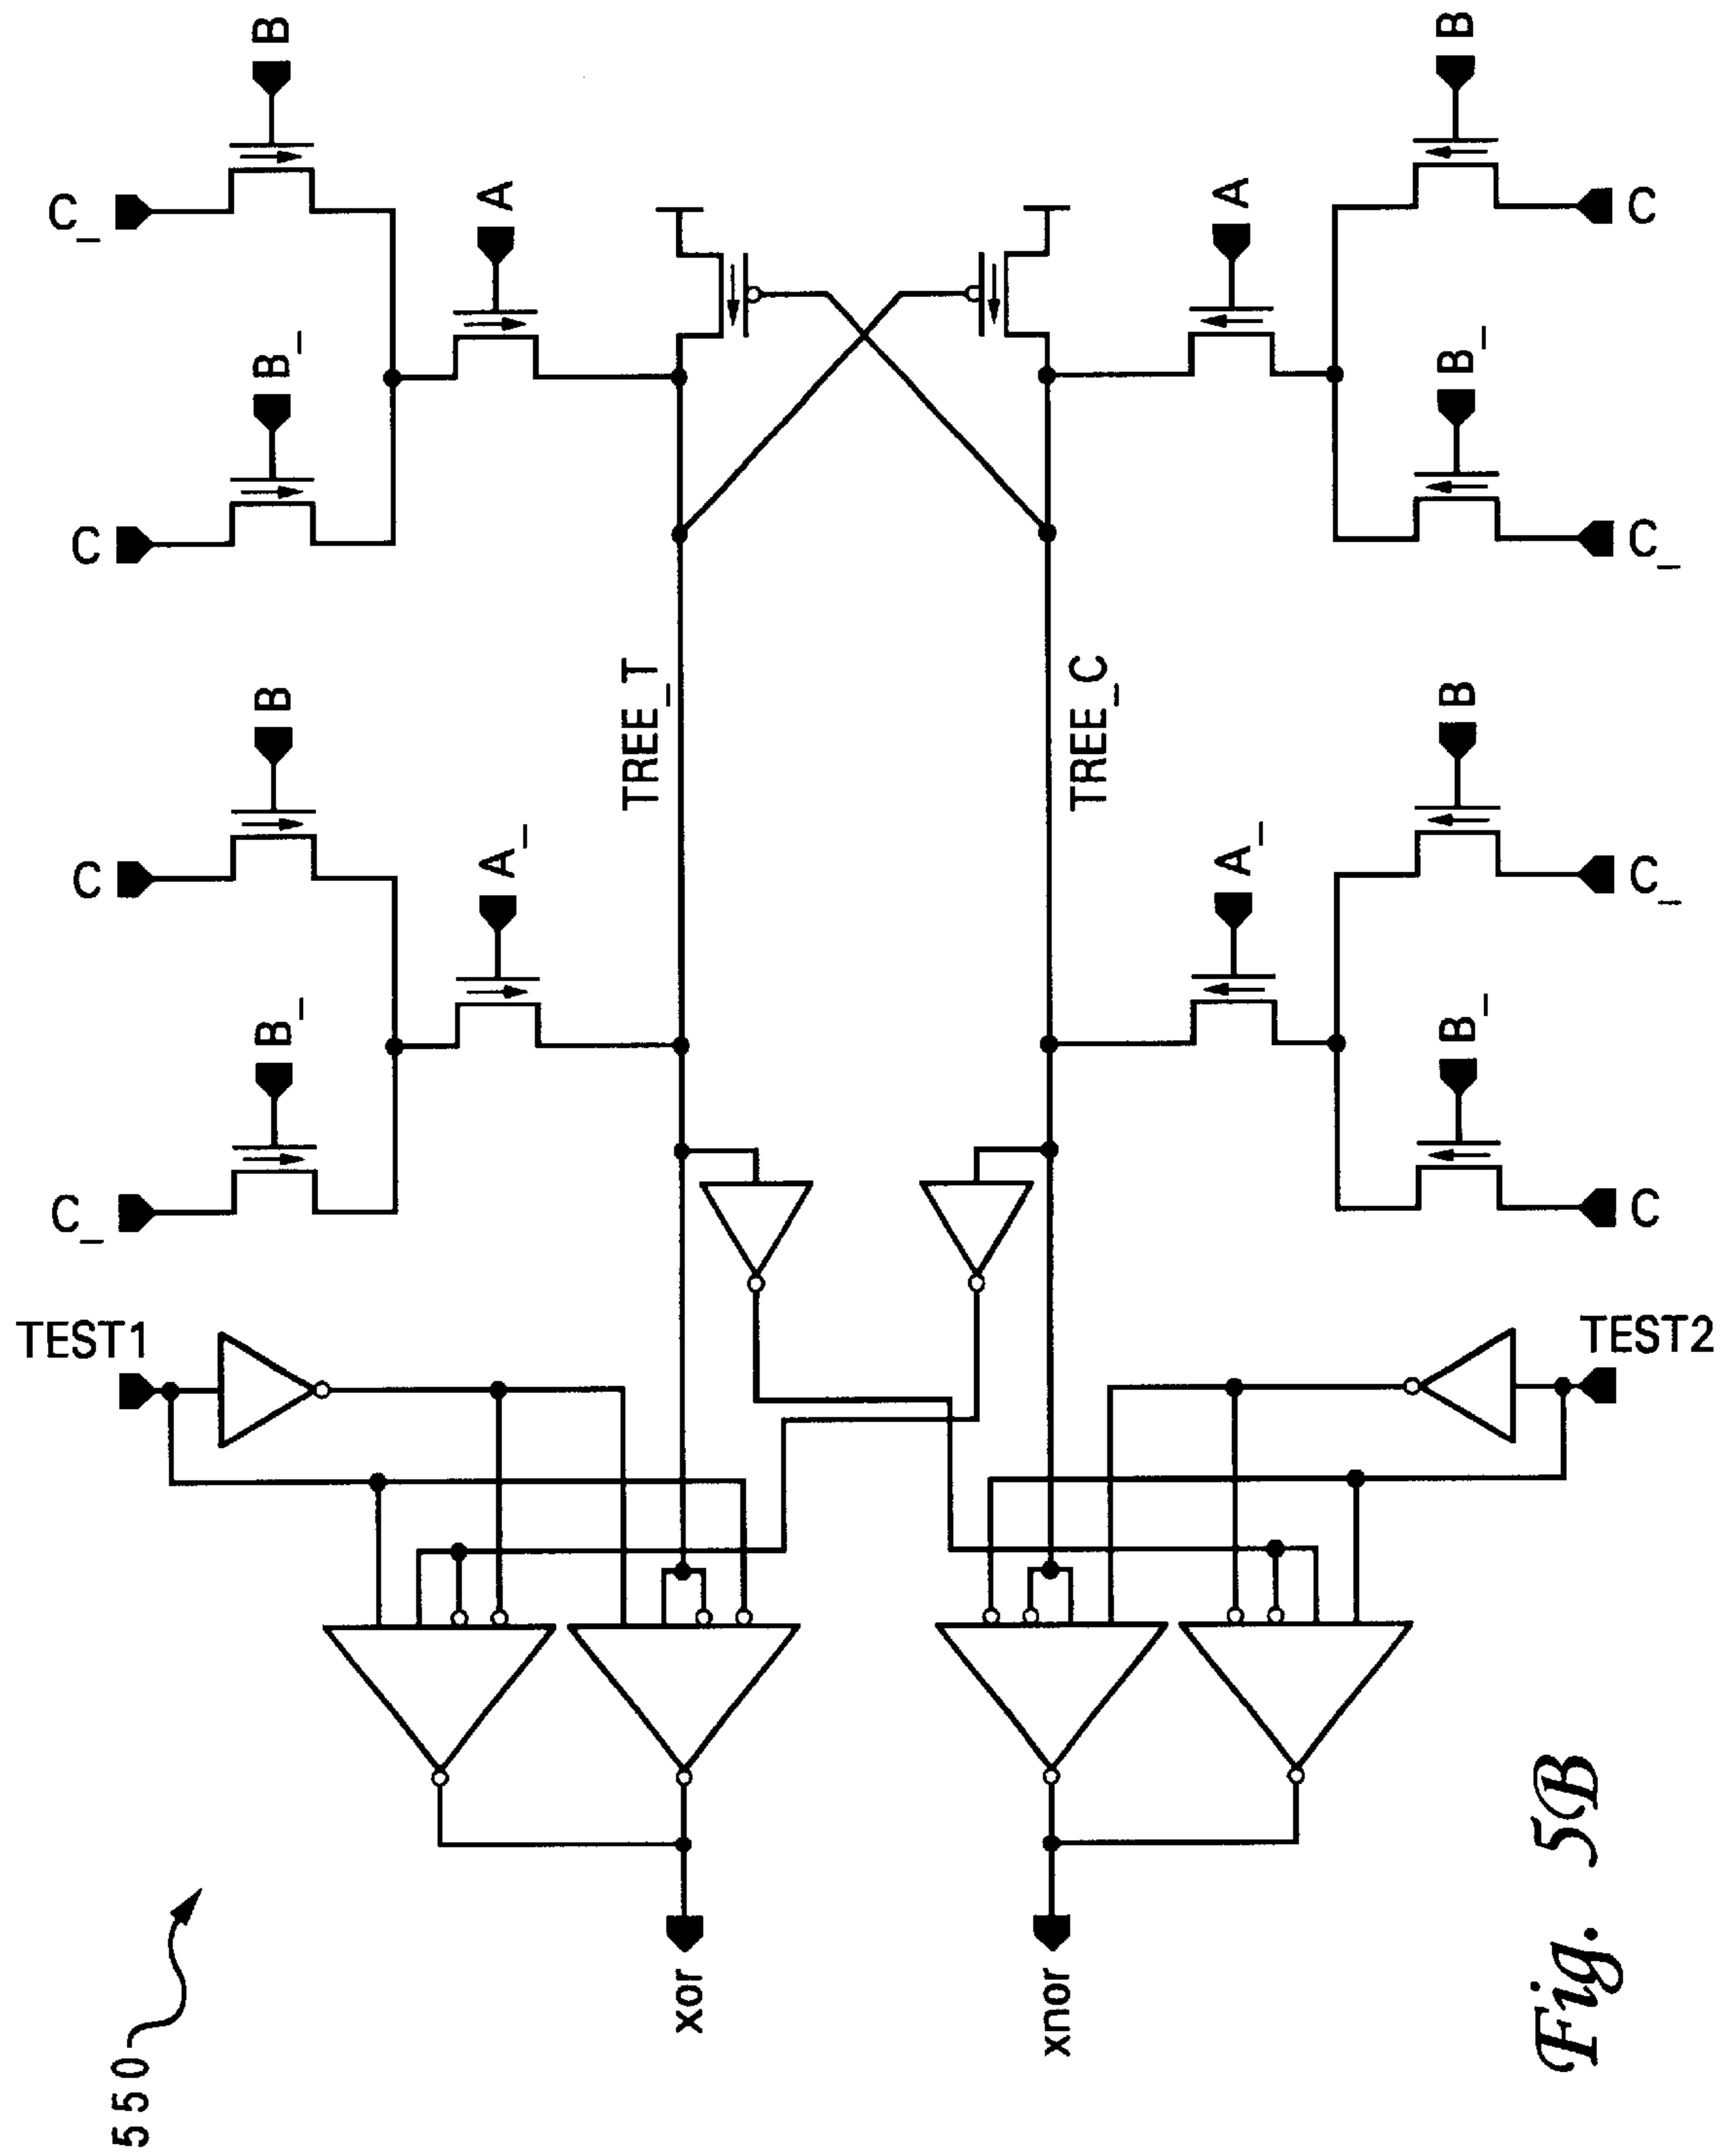 B
C_
A
B_
C
B
C
A_
B_
C_
TREE_T
TREE_C
B
A
C
B_
C_
B
A_
C_
B_
C
TEST1
TEST2
xor
xnor
550
Fig. 5B